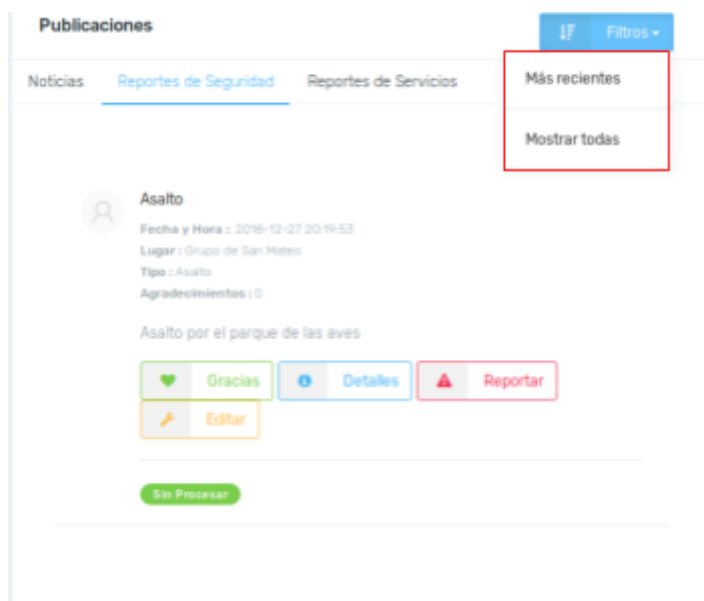 Publicaciones
Filtros
Noticias Reportes de Seguridad Reportes de Servicios
Más recientes
Mostrar todas
Asalto
Fecha y Hora : 2018-12-27 20:19:53
Lugar : Grupo de San Mateo
Tipo : Asalto
Agradecimientos : 0
Asalto por el parque de las aves
Gracias Detalles Reportar
Editar
Sin Procesar